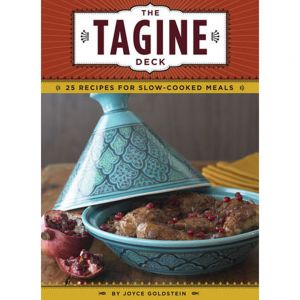 THE
TAGINE
DECK
25 RECIPES FOR SLOW-COOKED MEALS
BY JOYCE GOLDSTEIN